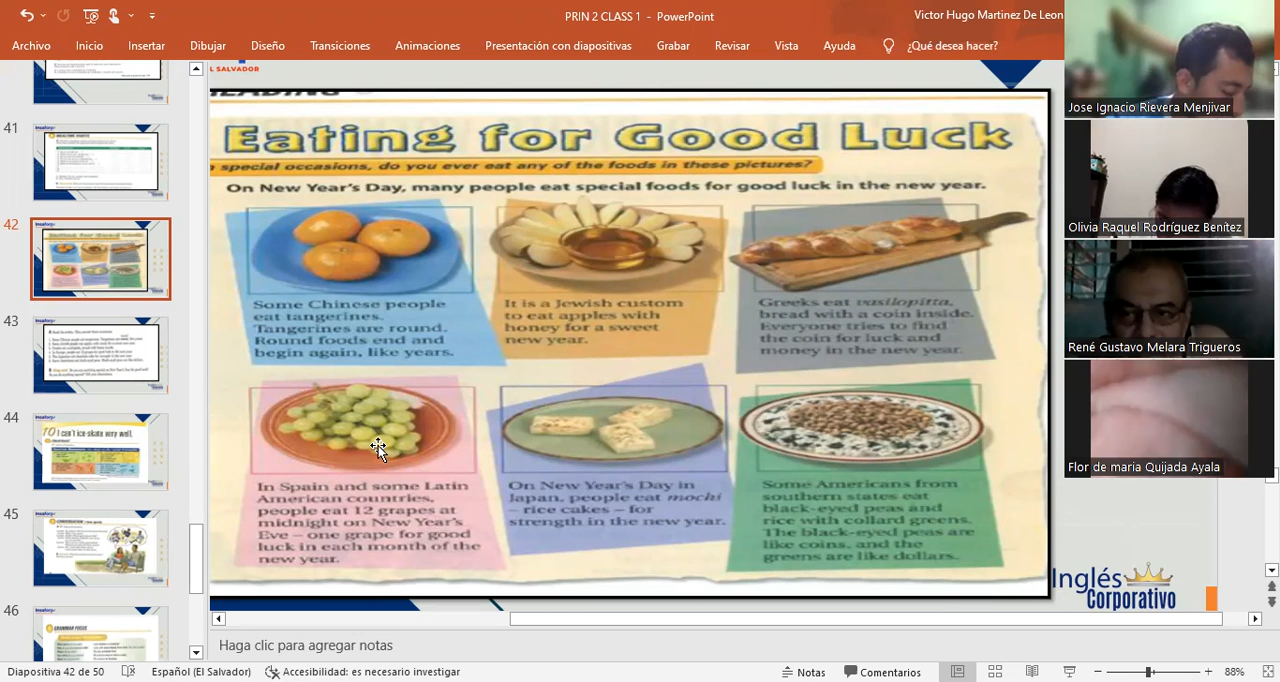 PRIN 2 CLASS 1 - PowerPoint
Victor Hugo Martinez De Leon
Archivo Inicio Insertar Dibujar Diseño Transiciones Animaciones Presentación con diapositivas Grabar Revisar Vista Ayuda ¿Qué desea hacer?
L SALVADOR
Eating for Good Luck
special occasions, do you ever eat any of the foods in these pictures?
On New Year's Day, many people eat special foods for good luck in the new year.
Some Chinese people
eat tangerines.
Tangerines are round.
Round foods end and
begin again, like years.
It is a Jewish custom
to eat apples with
honey for a sweet
new year.
Greeks eat vasilopitta,
bread with a coin inside.
Everyone tries to find
the coin for luck and
money in the new year.
In Spain and some Latin
American countries,
people eat 12 grapes at
midnight on New Year's
Eve – one grape for good
luck in each month of the
new year.
On New Year's Day in
Japan, people eat mochi
– rice cakes – for
strength in the new year.
Some Americans from
southern states eat
black-eyed peas and
rice with collard greens.
The black-eyed peas are
like coins, and the
greens are like dollars.
Inglés
Corporativo
41
42
43
44
10 I can't ice-skate very well.
45
46
Jose Ignacio Rievera Menjivar
Olivia Raquel Rodríguez Benítez
René Gustavo Melara Trigueros
Flor de maria Quijada Ayala
Haga clic para agregar notas
Diapositiva 42 de 50 Español (El Salvador) Accesibilidad: es necesario investigar Notas Comentarios 88%